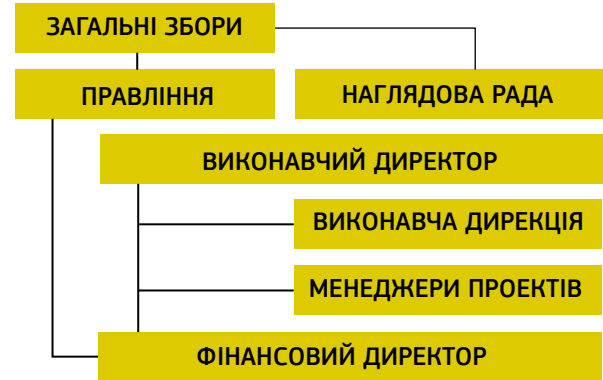 ЗАГАЛЬНІ ЗБОРИ
ПРАВЛІННЯ
НАГЛЯДОВА РАДА
ВИКОНАВЧИЙ ДИРЕКТОР
ВИКОНАВЧА ДИРЕКЦІЯ
МЕНЕДЖЕРИ ПРОЕКТІВ
ФІНАНСОВИЙ ДИРЕКТОР